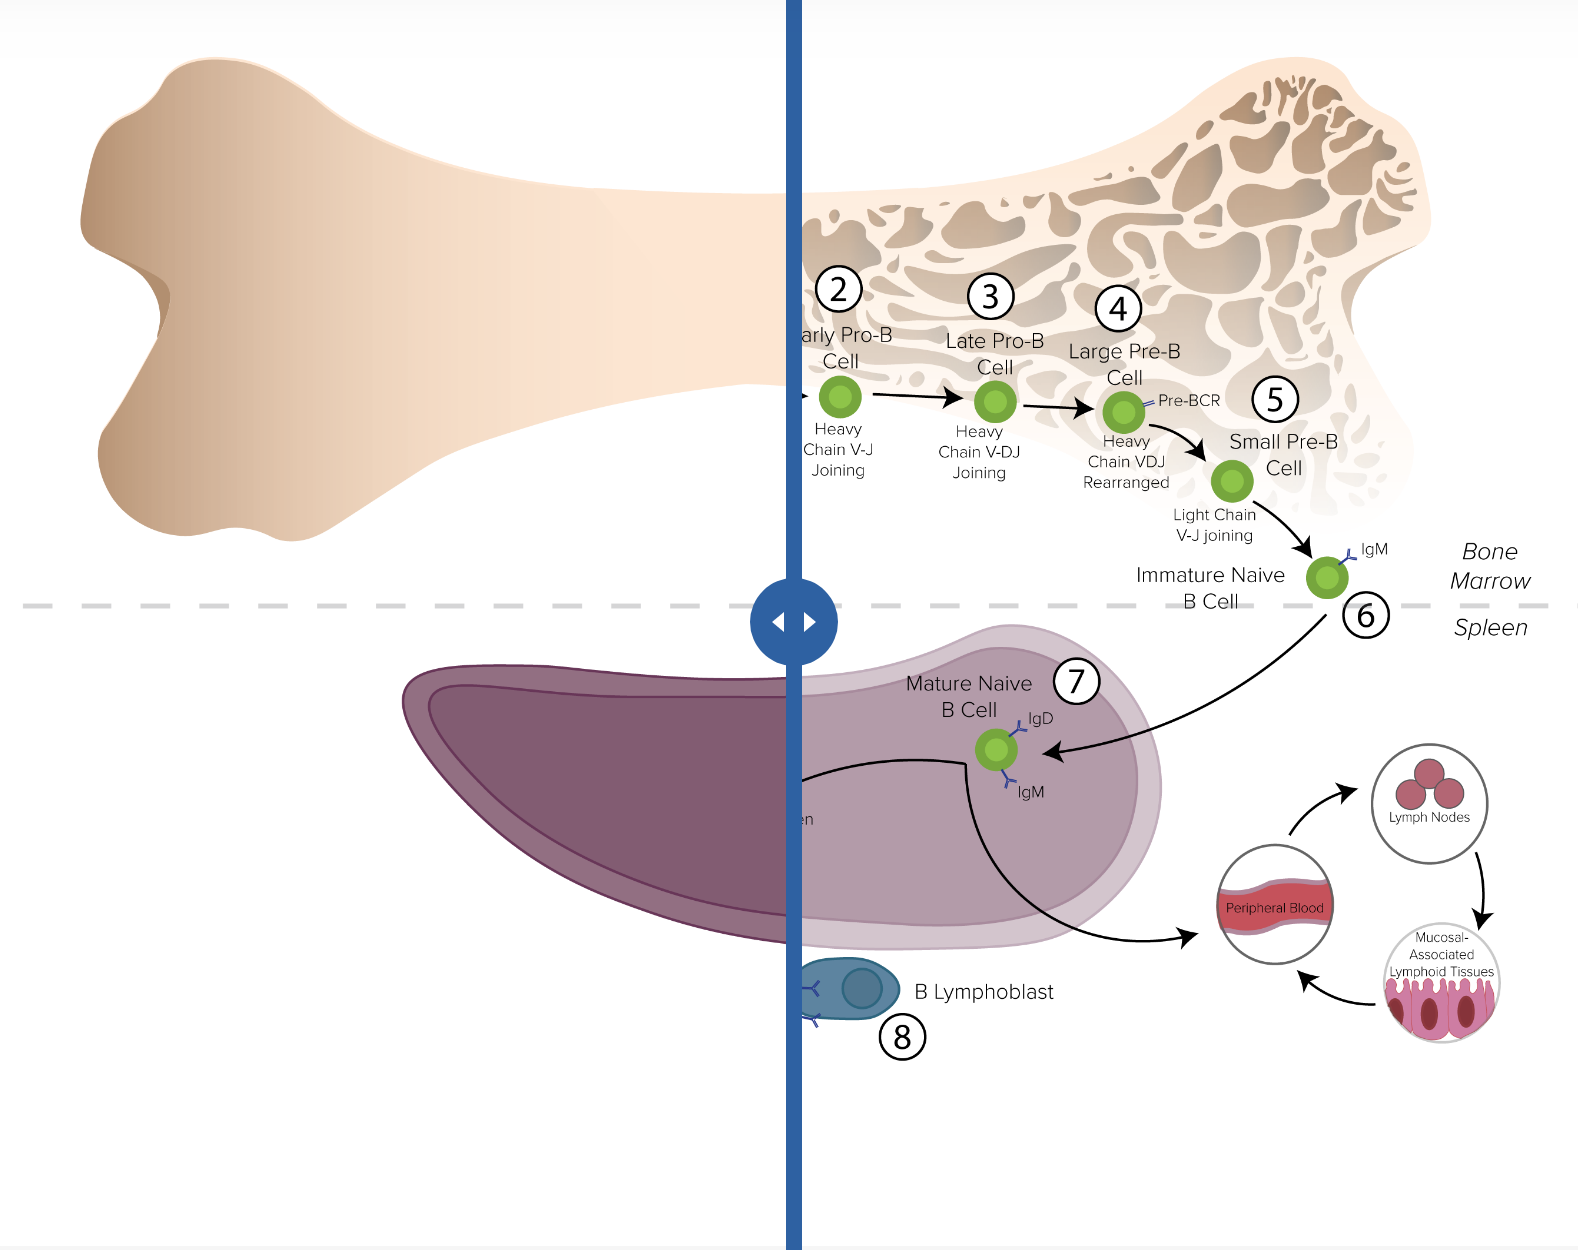 2
arly Pro-B
Cell
Heavy
Chain V-J
Joining
3
Late Pro-B
Cell
Heavy
Chain V-DJ
Joining
4
Large Pre-B
Cell
Pre-BCR
Heavy
Chain VDJ
Rearranged
5
Small Pre-B
Cell
Light Chain
V-J joining
IgM
Immature Naive
B Cell
6
Bone
Marrow
Spleen
Mature Naive
B Cell
7
IgD
IgM
en
Lymph Nodes
Peripheral Blood
Mucosal-
Associated
Lymphoid Tissues
B Lymphoblast
8